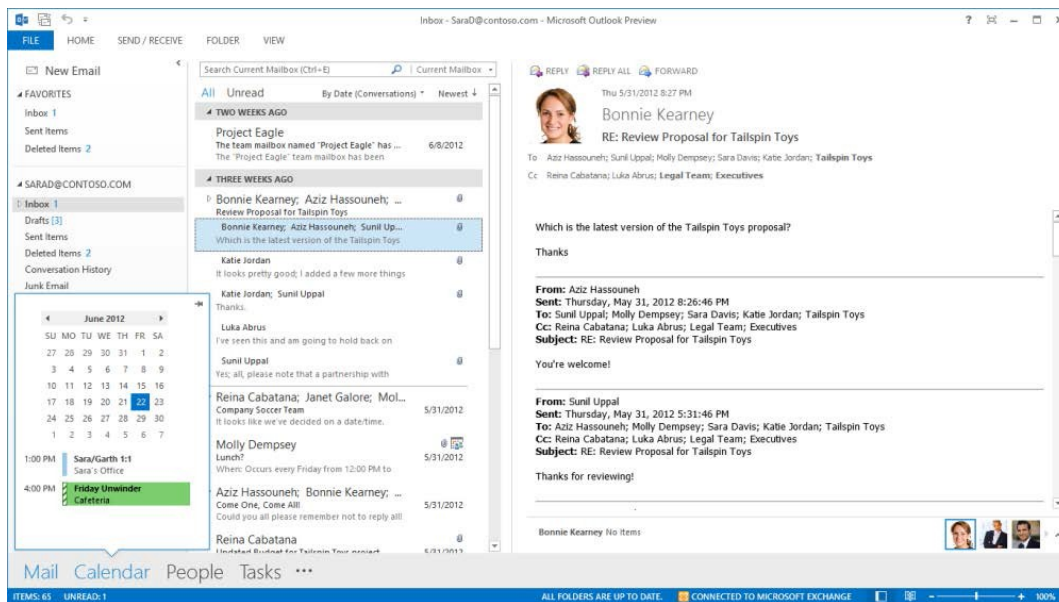 Inbox - SaraD@contoso.com - Microsoft Outlook Preview
FILE HOME SEND / RECEIVE FOLDER VIEW
New Email
FAVORITES
Inbox 1
Sent Items
Deleted Items 2
SARAD@CONTOSO.COM
Inbox 1
Drafts [3]
Sent Items
Deleted Items 2
Conversation History
Junk Email
June 2012
SU MO TU WE TH FR SA
27 28 29 30 31 1 2
3 4 5 6 7 8 9
10 11 12 13 14 15 16
17 18 19 20 21 22 23
24 25 26 27 28 29 30
1 2 3 4 5 6 7
1:00 PM Sara/Garth 1:1
Sara's Office
4:00 PM Friday Unwinder
Cafeteria
Search Current Mailbox (Ctrl+E) Current Mailbox
All Unread By Date (Conversations) Newest ↓
TWO WEEKS AGO
Project Eagle
The team mailbox named 'Project Eagle' has ... 6/8/2012
The 'Project Eagle' team mailbox has been
THREE WEEKS AGO
Bonnie Kearney; Aziz Hassouneh; ...
Review Proposal for Tailspin Toys
Bonnie Kearney; Aziz Hassouneh; Sunil Up...
Which is the latest version of the Tailspin Toys
Katie Jordan
It looks pretty good; I added a few more things
Katie Jordan; Sunil Uppal
Thanks.
Luka Abrus
I've seen this and am going to hold back on
Sunil Uppal
Yes; all, please note that a partnership with
Reina Cabatana; Janet Galore; Mol...
Company Soccer Team 5/31/2012
It looks like we've decided on a date/time.
Molly Dempsey
Lunch? 5/31/2012
When: Occurs every Friday from 12:00 PM to
Aziz Hassouneh; Bonnie Kearney; ...
Come One, Come All! 5/31/2012
Could you all please remember not to reply all!
Reina Cabatana
Updated Budget for Tailspin Toys project 5/31/2012
REPLY REPLY ALL FORWARD
Thu 5/31/2012 8:27 PM
Bonnie Kearney
RE: Review Proposal for Tailspin Toys
To Aziz Hassouneh; Sunil Uppal; Molly Dempsey; Sara Davis; Katie Jordan; Tailspin Toys
Cc Reina Cabatana; Luka Abrus; Legal Team; Executives
Which is the latest version of the Tailspin Toys proposal?
Thanks
From: Aziz Hassouneh
Sent: Thursday, May 31, 2012 8:26:46 PM
To: Sunil Uppal; Molly Dempsey; Sara Davis; Katie Jordan; Tailspin Toys
Cc: Reina Cabatana; Luka Abrus; Legal Team; Executives
Subject: RE: Review Proposal for Tailspin Toys
You're welcome!
From: Sunil Uppal
Sent: Thursday, May 31, 2012 5:31:46 PM
To: Aziz Hassouneh; Molly Dempsey; Sara Davis; Katie Jordan; Tailspin Toys
Cc: Reina Cabatana; Luka Abrus; Legal Team; Executives
Subject: RE: Review Proposal for Tailspin Toys
Thanks for reviewing!
Bonnie Kearney No Items
Mail Calendar People Tasks ···
ITEMS: 65 UNREAD: 1 ALL FOLDERS ARE UP TO DATE. CONNECTED TO MICROSOFT EXCHANGE 100%